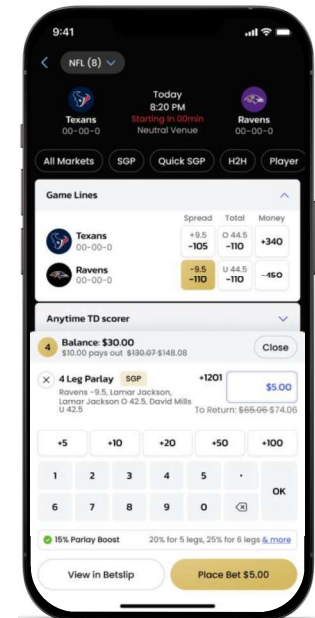 9:41
NFL (8)
Today
8:20 PM
Texans Starting in 00min Ravens
00-00-0 Neutral Venue 00-00-0
All Markets SGP Quick SGP H2H Player
Game Lines
Spread Total Money
Texans +9.5 O 44.5 +340
00-00-0 -105 -110
Ravens -9.5 U 44.5 -450
00-00-0 -110 -110
Anytime TD scorer
4 Balance: $30.00 Close
$10.00 pays out $130.07 $148.08
4 Leg Parlay SGP +1201 $5.00
Ravens -9.5, Lamar Jackson,
Lamar Jackson O 42.5, David Mills
U 42.5 To Return: $65.06 $74.06
+5 +10 +20 +50 +100
1 2 3 4 5 .
OK
6 7 8 9 0
15% Parlay Boost 20% for 5 legs, 25% for 6 legs & more
View in Betslip Place Bet $5.00